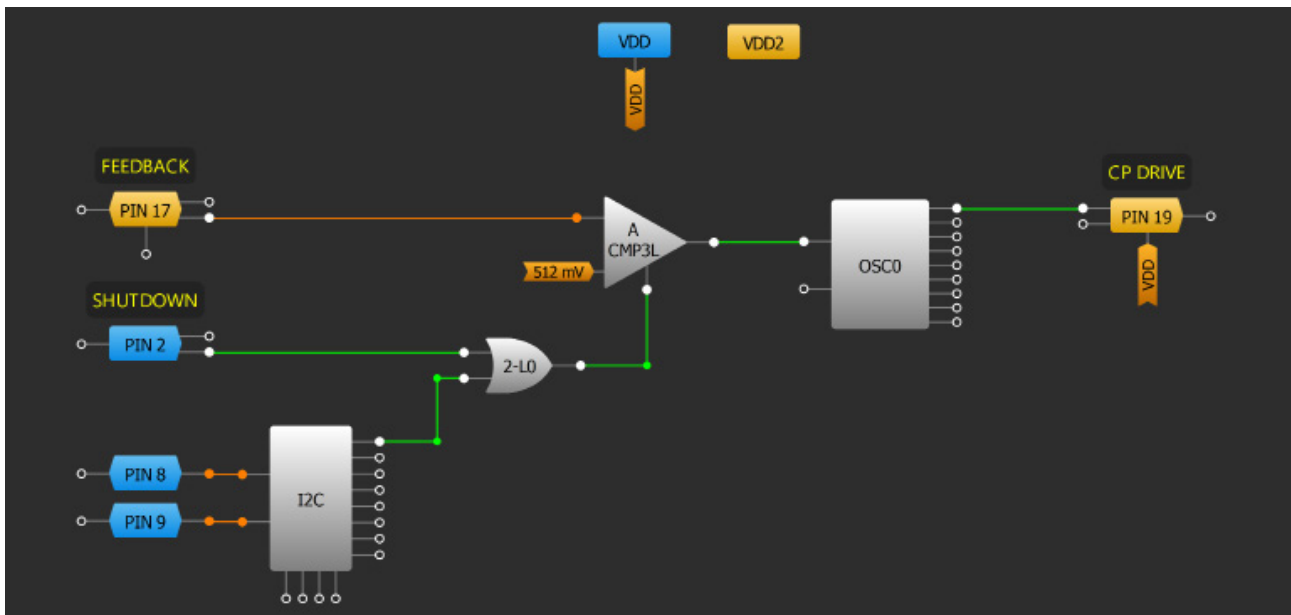 VDD
VDD2
VDD
FEEDBACK
PIN 17
CP DRIVE
PIN 19
A
CMP3L
512 mV
OSC0
VDD
SHUTDOWN
PIN 2
2-L0
PIN 8
I2C
PIN 9